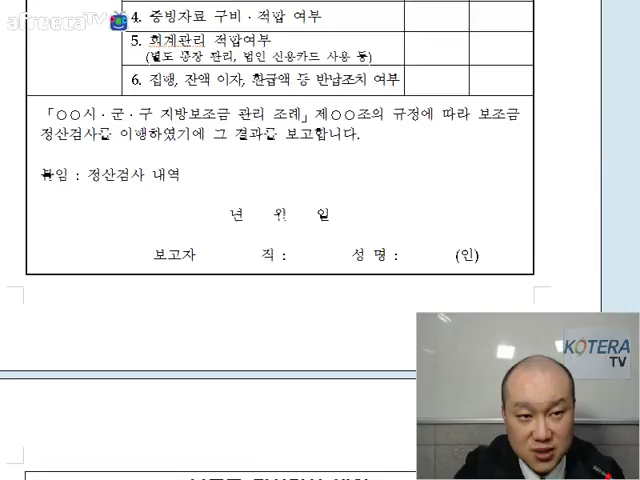 afreecaTV
4. 증빙자료 구비·적합 여부
5. 회계관리 적합여부
(별도 통장 관리, 법인 신용카드 사용 등)
6. 집행, 잔액 이자, 환급액 등 반납조치 여부
「○○시·군·구 지방보조금 관리 조례」제○○조의 규정에 따라 보조금
정산검사를 이행하였기에 그 결과를 보고합니다.
붙임 : 정산검사 내역
년 월 일
보고자 직 : 성 명 : (인)
KOTERA
TV